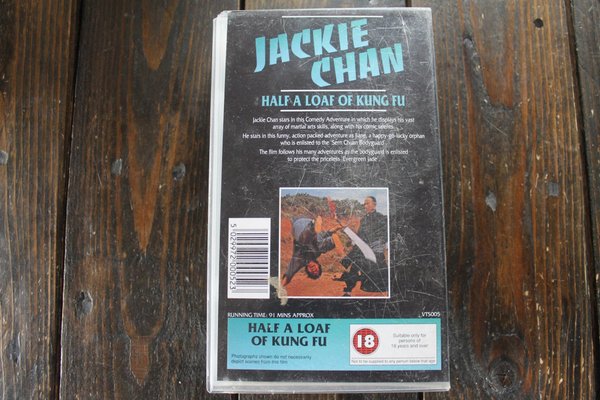 JACKIE
CHAN
HALF A LOAF OF KUNG FU
Jackie Chan stars in this Comedy Adventure in which he displays his vast
array of martial arts skills, along with his comic talents.
He stars in this funny, action packed adventure as Jiang, a happy-go-lucky orphan
who is enlisted to the 'Sern Chuan Bodyguard'.
The film follows his many adventures as the bodyguard is enlisted
to protect the priceless 'Evergreen Jade'
5 029972 000523
RUNNING TIME: 91 MINS APPROX
VTS005
HALF A LOAF
OF KUNG FU
Photographs shown do not necessarily
depict scenes from this film
18
Suitable only for
persons of
18 years and over
Not to be supplied to any person below that age